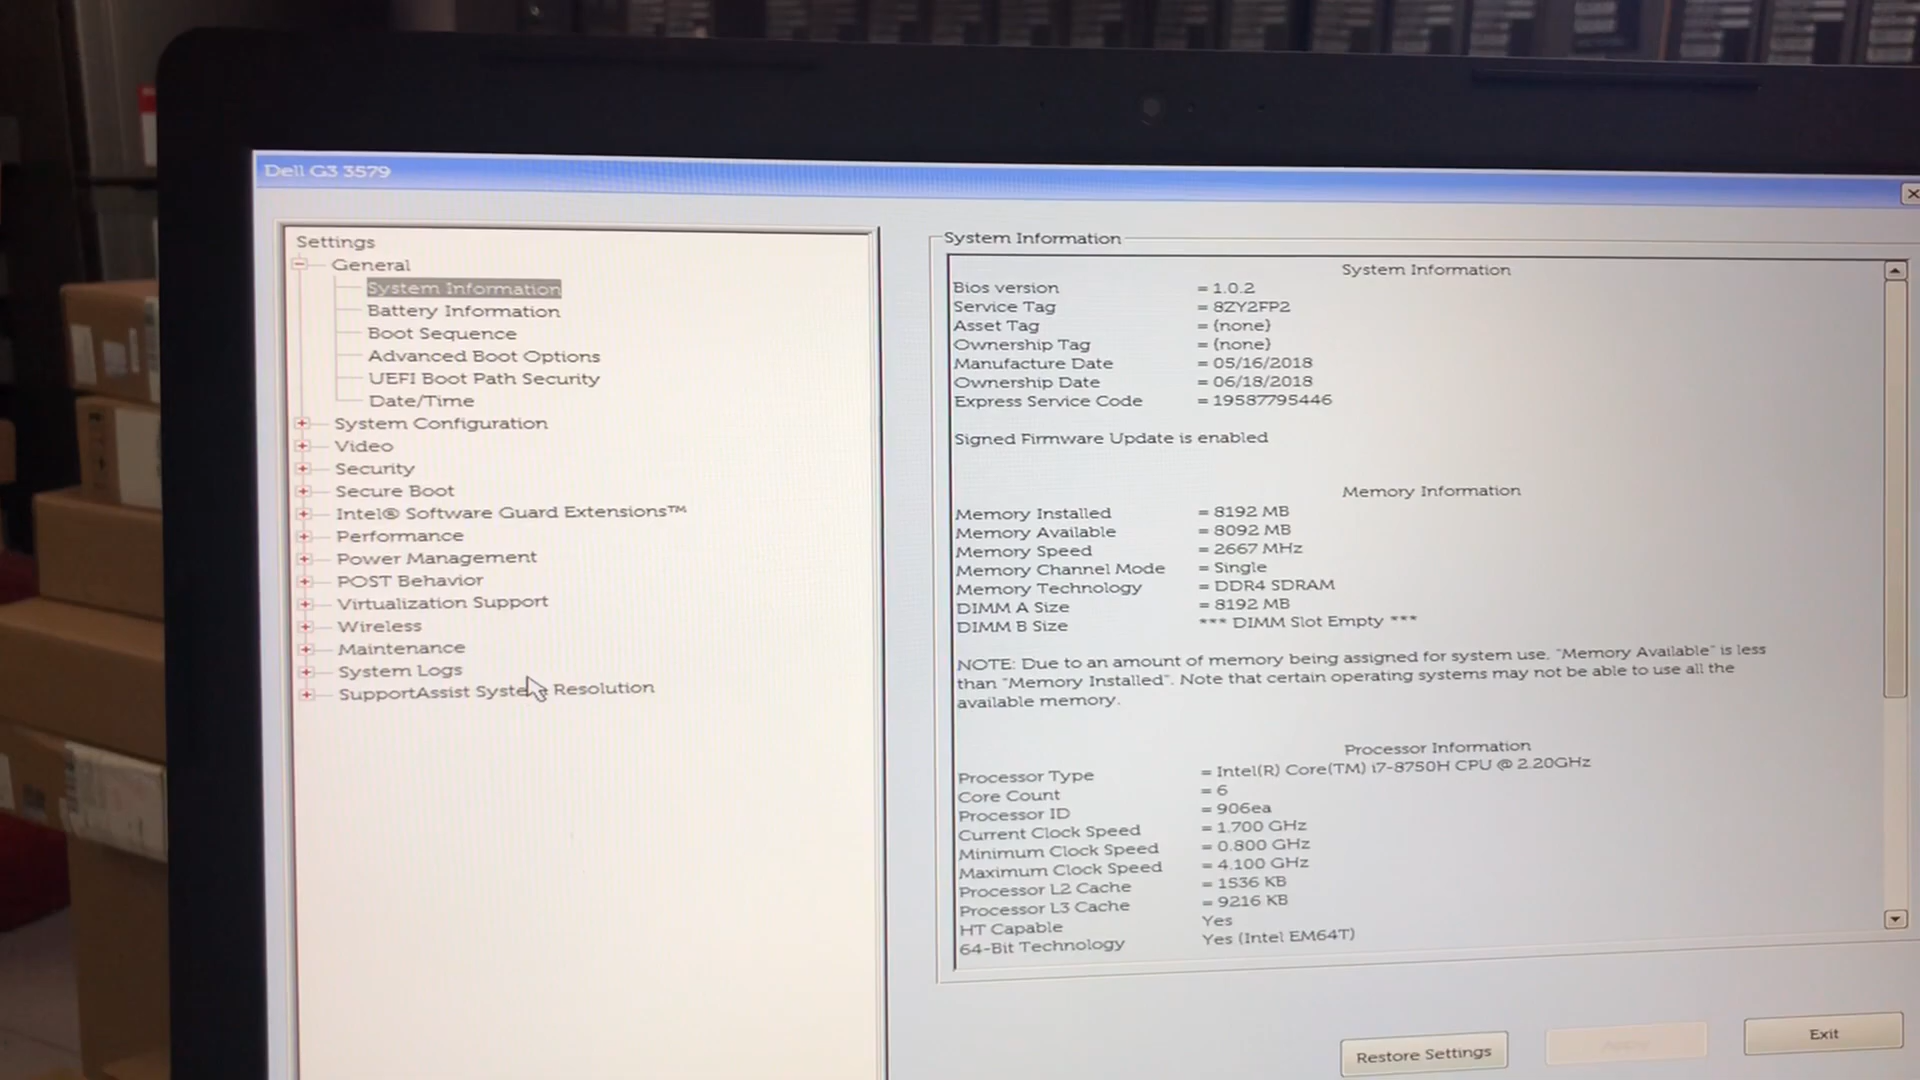 Dell G3 3579
Settings
General
System Information
Battery Information
Boot Sequence
Advanced Boot Options
UEFI Boot Path Security
Date/Time
System Configuration
Video
Security
Secure Boot
Intel® Software Guard Extensions™
Performance
Power Management
POST Behavior
Virtualization Support
Wireless
Maintenance
System Logs
SupportAssist System Resolution
System Information
System Information
Bios version = 1.0.2
Service Tag = 8ZY2FP2
Asset Tag = {none}
Ownership Tag = {none}
Manufacture Date = 05/16/2018
Ownership Date = 06/18/2018
Express Service Code = 19587795446
Signed Firmware Update is enabled
Memory Information
Memory Installed = 8192 MB
Memory Available = 8092 MB
Memory Speed = 2667 MHz
Memory Channel Mode = Single
Memory Technology = DDR4 SDRAM
DIMM A Size = 8192 MB
DIMM B Size *** DIMM Slot Empty ***
NOTE: Due to an amount of memory being assigned for system use, "Memory Available" is less
than "Memory Installed". Note that certain operating systems may not be able to use all the
available memory.
Processor Information
Processor Type = Intel(R) Core(TM) i7-8750H CPU @ 2.20GHz
Core Count = 6
Processor ID = 906ea
Current Clock Speed = 1.700 GHz
Minimum Clock Speed = 0.800 GHz
Maximum Clock Speed = 4.100 GHz
Processor L2 Cache = 1536 KB
Processor L3 Cache = 9216 KB
HT Capable Yes
64-Bit Technology Yes (Intel EM64T)
Restore Settings
Exit